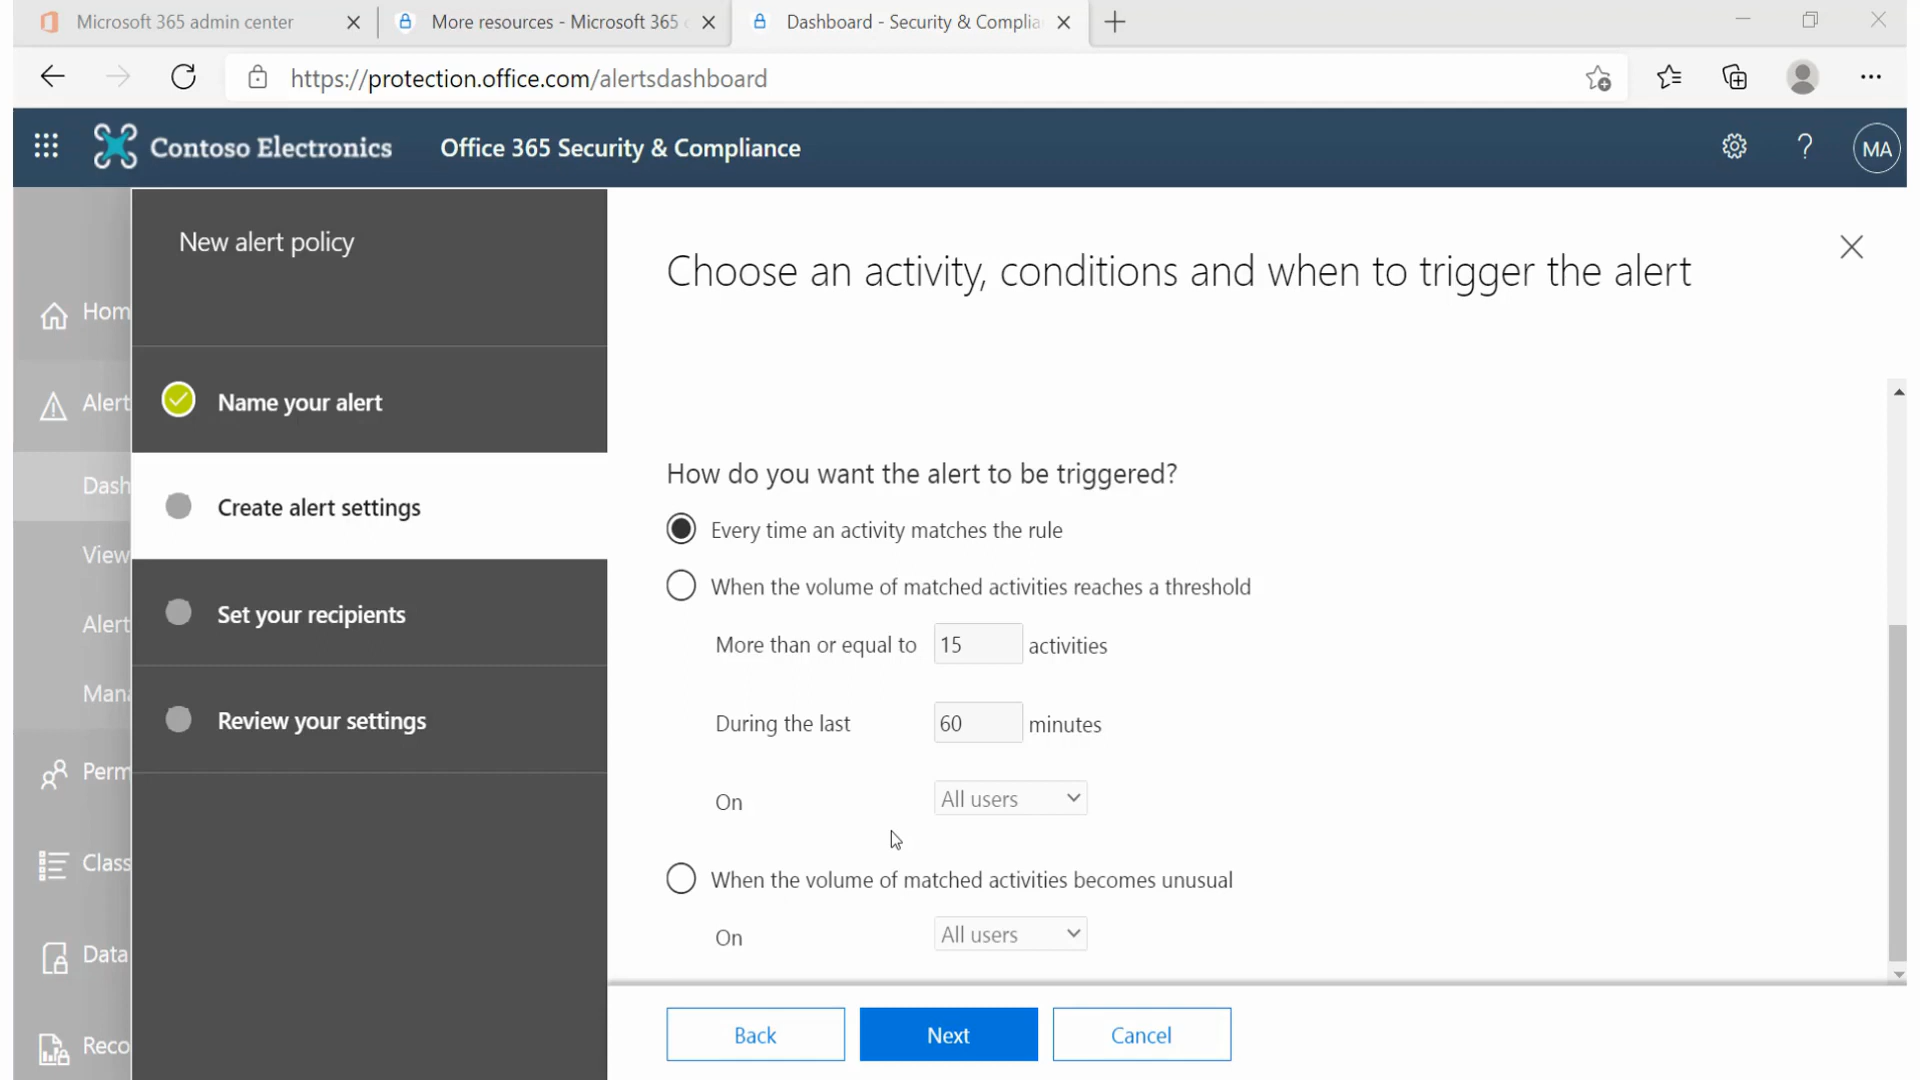 Microsoft 365 admin center
More resources - Microsoft 365
Dashboard - Security & Complia
https://protection.office.com/alertsdashboard
Contoso Electronics
Office 365 Security & Compliance
?
MA
New alert policy
Name your alert
Create alert settings
Set your recipients
Review your settings
Hom
Alert
Dash
View
Alert
Mana
Perm
Class
Data
Reco
Choose an activity, conditions and when to trigger the alert
How do you want the alert to be triggered?
Every time an activity matches the rule
When the volume of matched activities reaches a threshold
More than or equal to 15 activities
During the last 60 minutes
On All users
When the volume of matched activities becomes unusual
On All users
Back Next Cancel